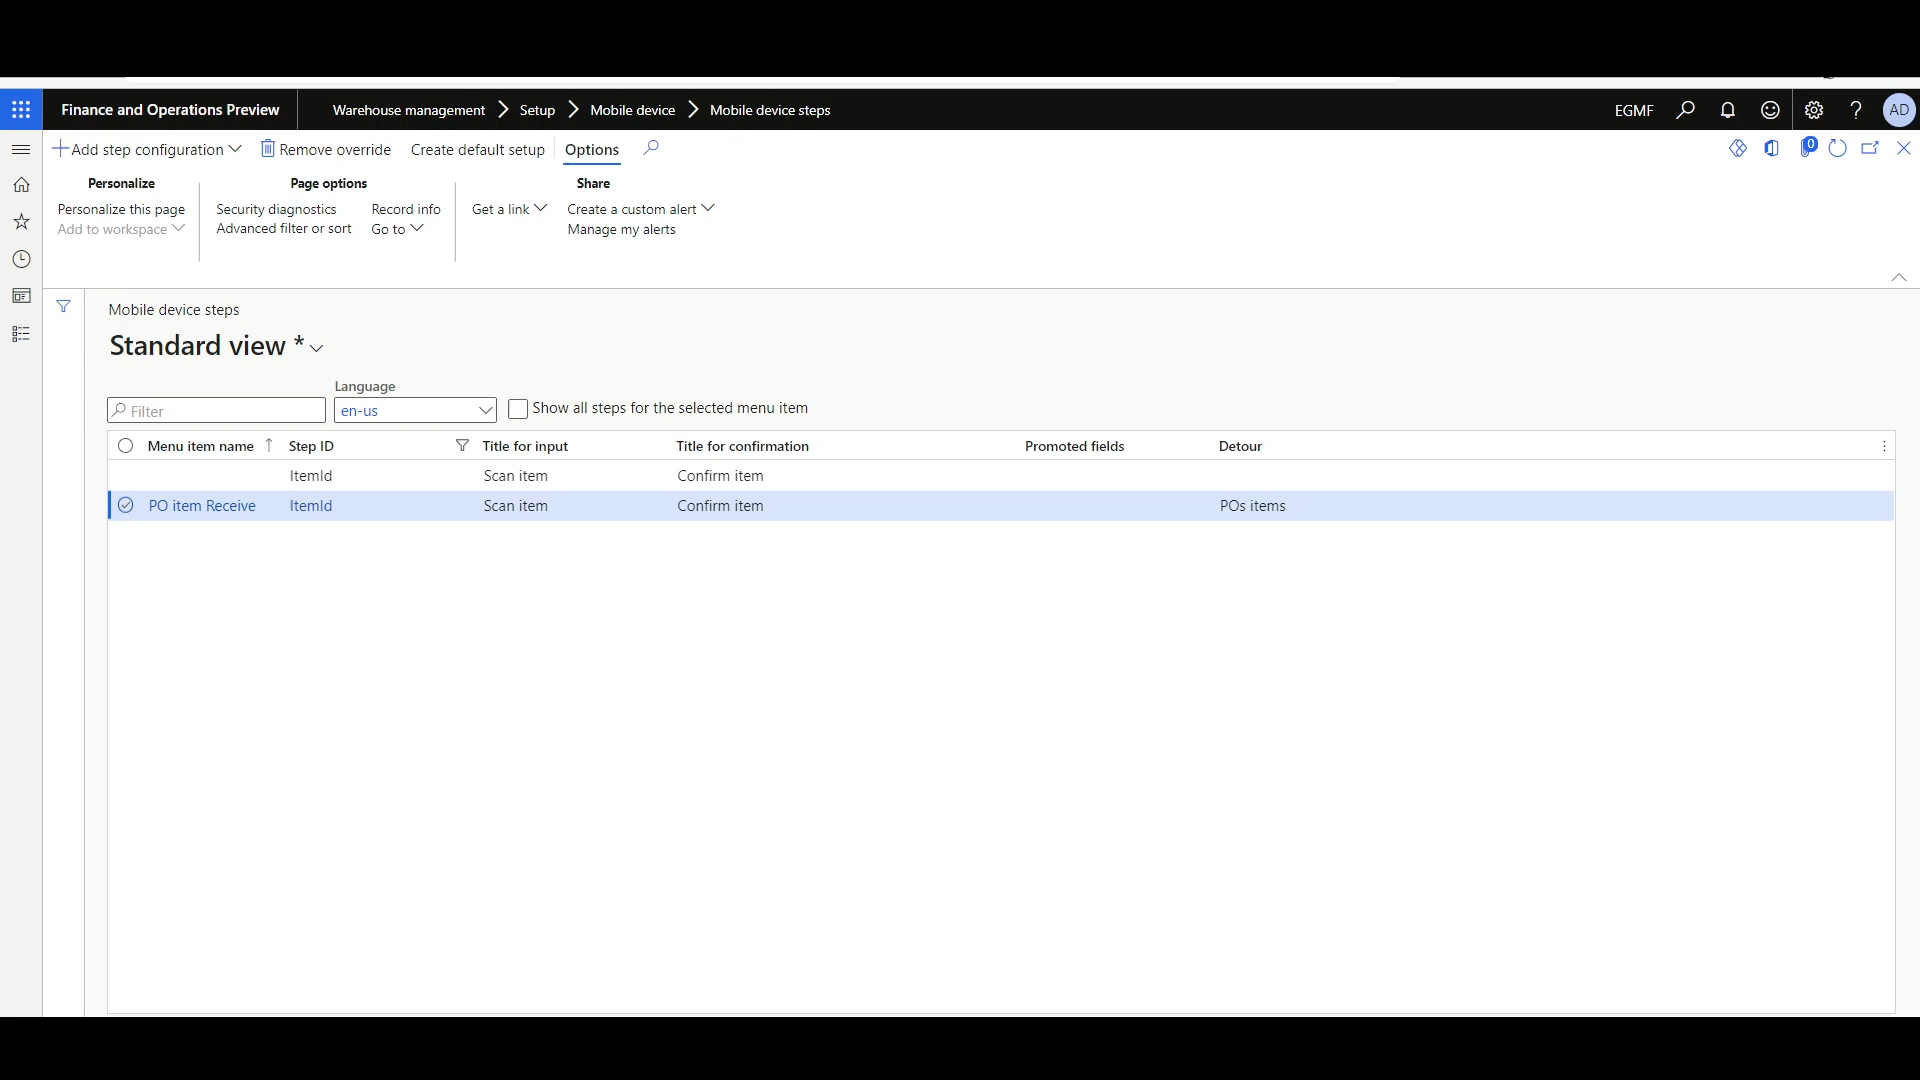 Finance and Operations Preview
Warehouse management > Setup > Mobile device > Mobile device steps
EGMF
AD
Add step configuration
Remove override
Create default setup
Options
0
Personalize
Page options
Share
Personalize this page
Security diagnostics
Record info
Get a link
Create a custom alert
Add to workspace
Advanced filter or sort
Go to
Manage my alerts
Mobile device steps
Standard view *
Language
Filter
en-us
Show all steps for the selected menu item
Menu item name Step ID Title for input Title for confirmation Promoted fields Detour
ItemId Scan item Confirm item
PO item Receive ItemId Scan item Confirm item POs items